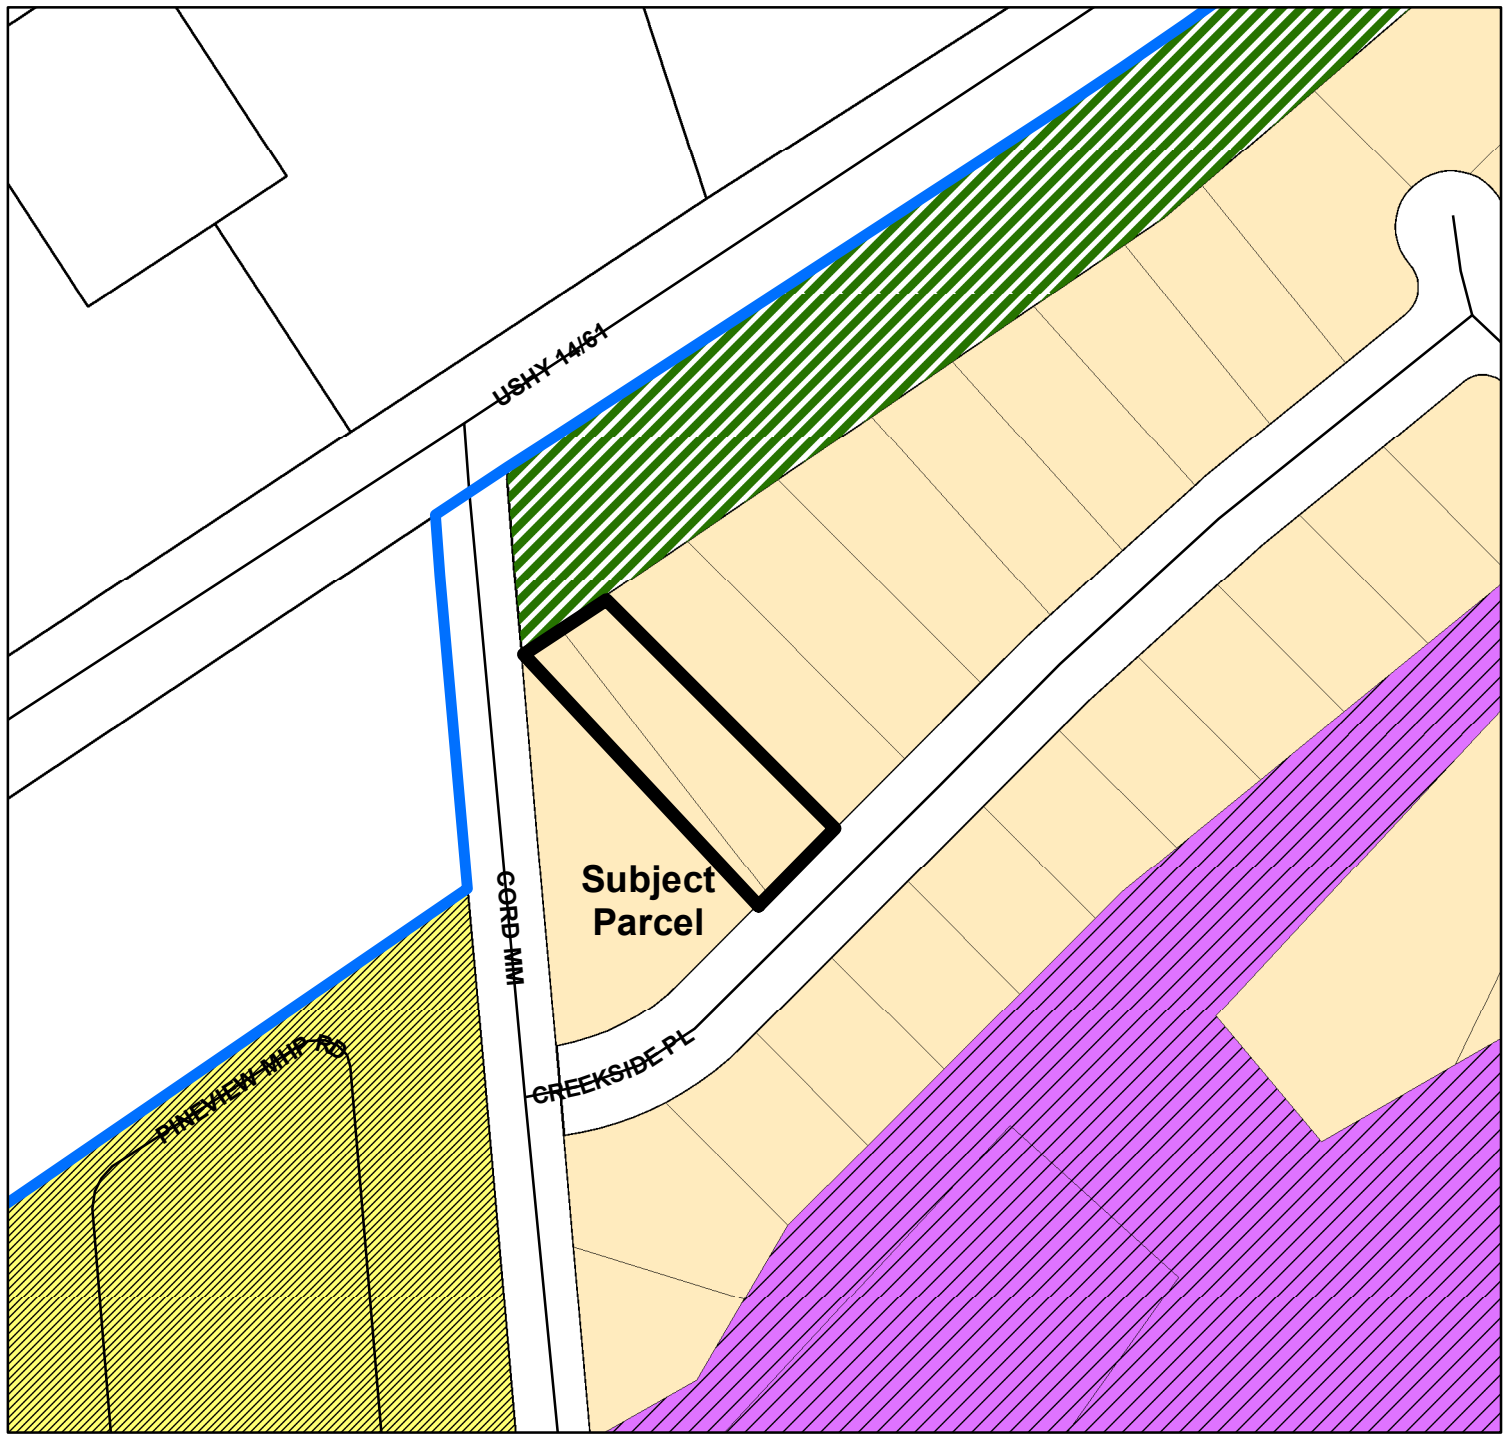 USHY 14/61
CORD MM
Subject
Parcel
CREEKSIDE PL
PINEVIEW MHP RD